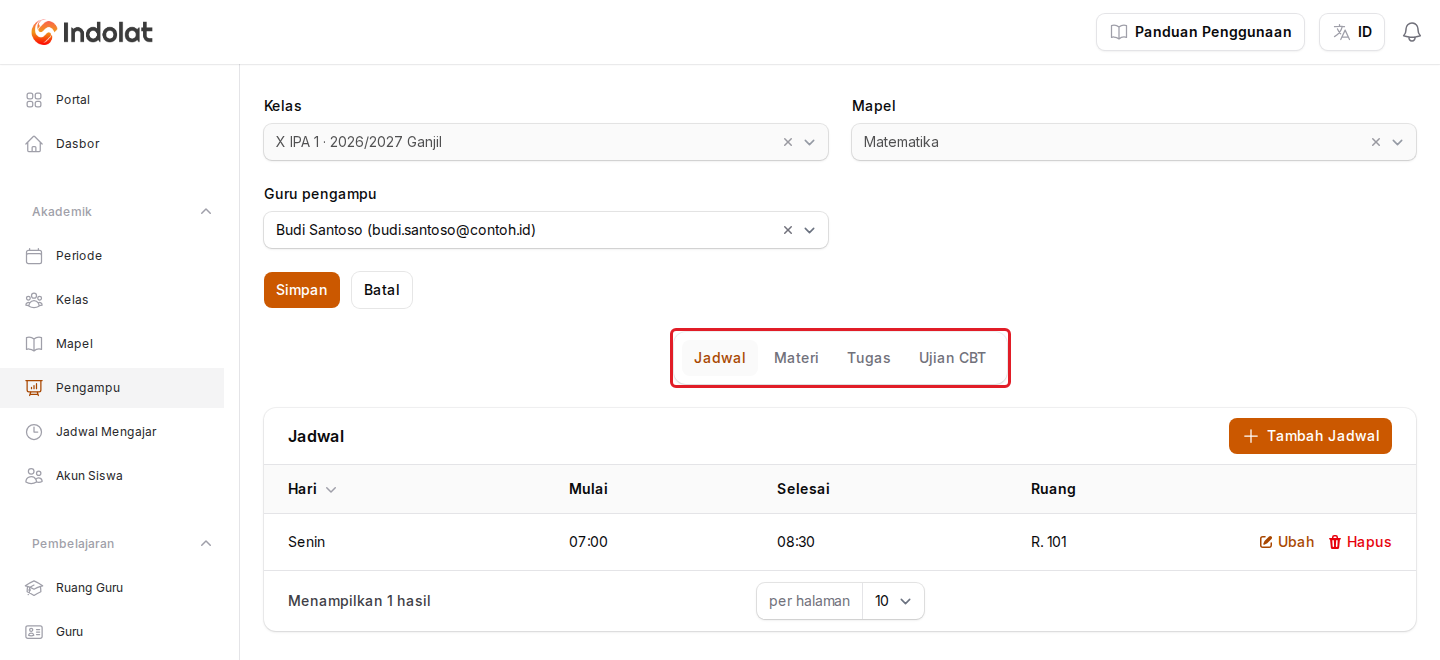 Indolat
Panduan Penggunaan
ID
Portal
Dasbor
Akademik
Periode
Kelas
Mapel
Pengampu
Jadwal Mengajar
Akun Siswa
Pembelajaran
Ruang Guru
Guru
Kelas
X IPA 1 · 2026/2027 Ganjil
Mapel
Matematika
Guru pengampu
Budi Santoso (budi.santoso@contoh.id)
Simpan
Batal
Jadwal Materi Tugas Ujian CBT
Jadwal
Tambah Jadwal
Hari Mulai Selesai Ruang
Senin 07:00 08:30 R. 101 Ubah Hapus
Menampilkan 1 hasil
per halaman 10